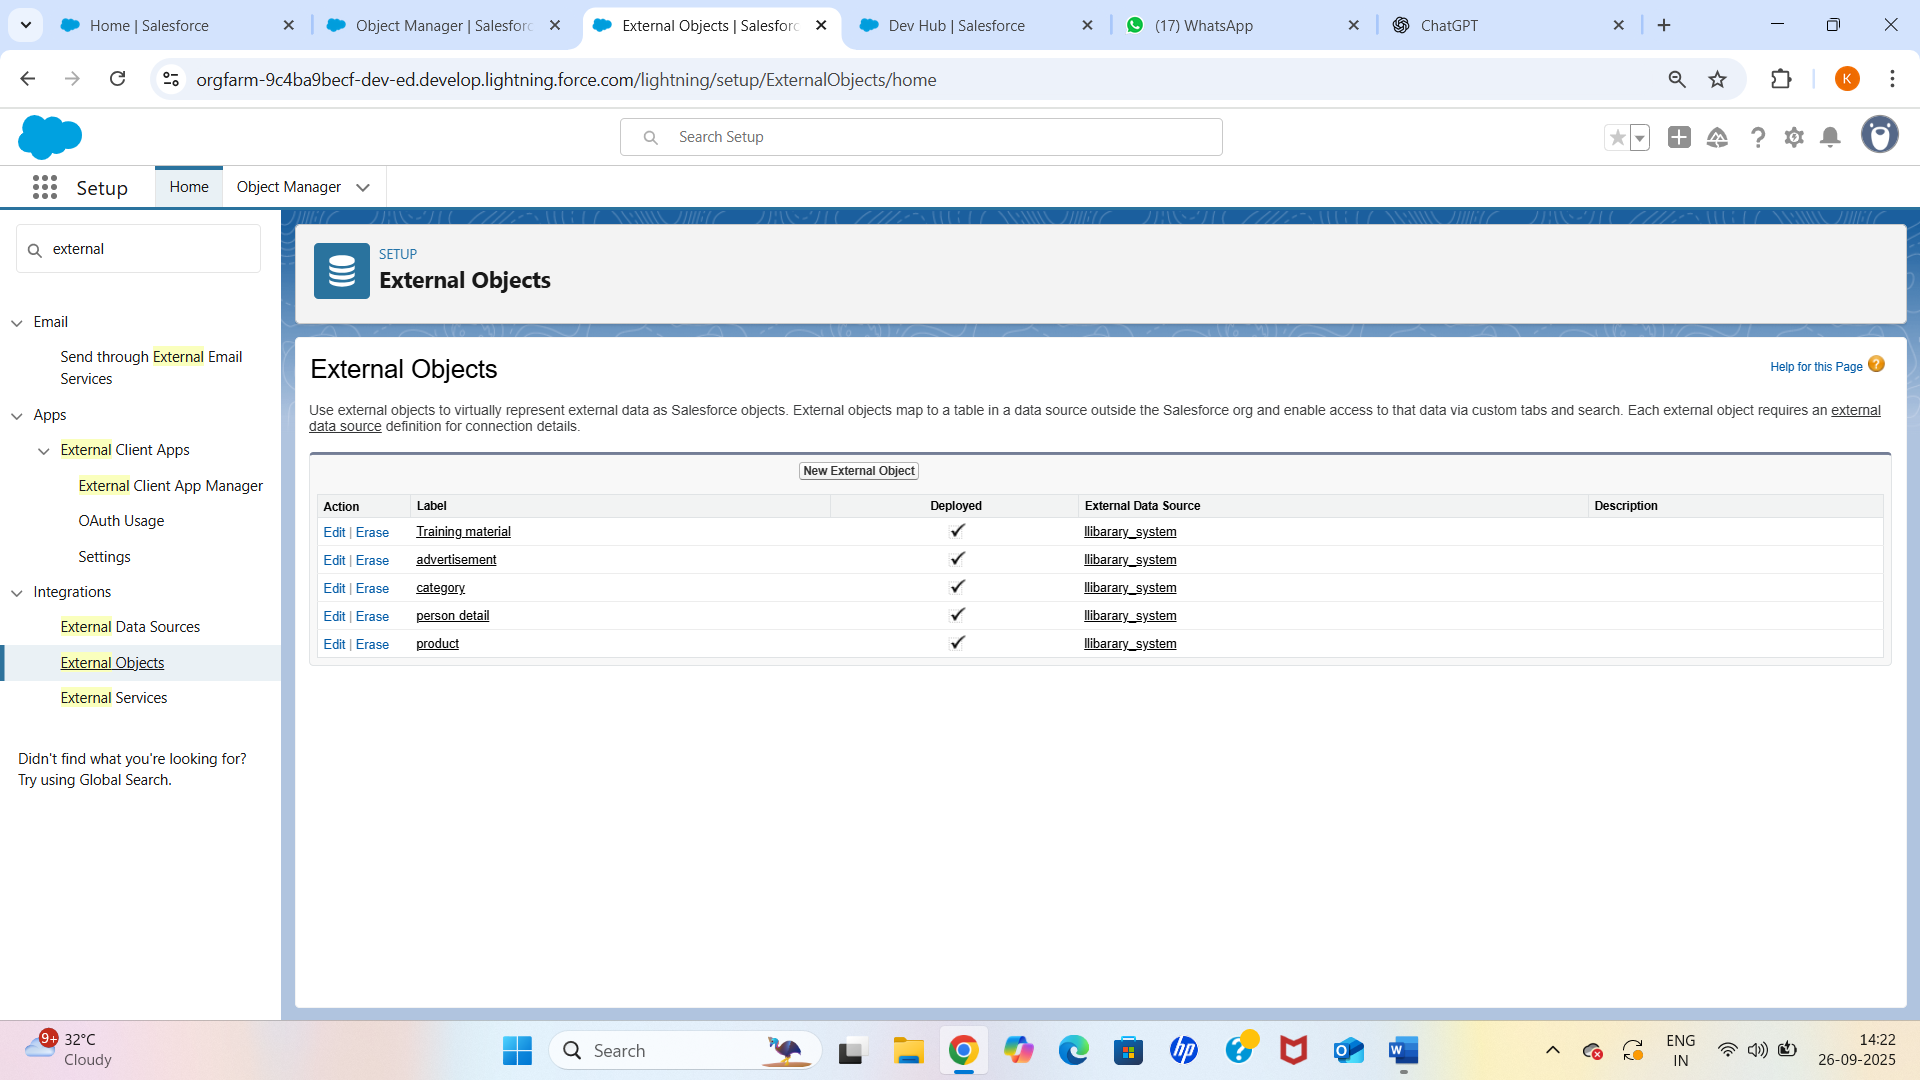 Home | Salesforce
Object Manager | Salesforc
External Objects | Salesforc
Dev Hub | Salesforce
(17) WhatsApp
ChatGPT
orgfarm-9c4ba9becf-dev-ed.develop.lightning.force.com/lightning/setup/ExternalObjects/home
K
Search Setup
Setup
Home
Object Manager
external
Email
Send through External Email
Services
Apps
External Client Apps
External Client App Manager
OAuth Usage
Settings
Integrations
External Data Sources
External Objects
External Services
Didn't find what you're looking for?
Try using Global Search.
SETUP
External Objects
External Objects
Help for this Page ?
Use external objects to virtually represent external data as Salesforce objects. External objects map to a table in a data source outside the Salesforce org and enable access to that data via custom tabs and search. Each external object requires an external
data source definition for connection details.
New External Object
Action Label Deployed External Data Source Description
Edit | Erase Training material llibarary_system
Edit | Erase advertisement llibarary_system
Edit | Erase category llibarary_system
Edit | Erase person detail llibarary_system
Edit | Erase product llibarary_system
9+
32°C
Cloudy
Search
hp
W
ENG
IN
14:22
26-09-2025